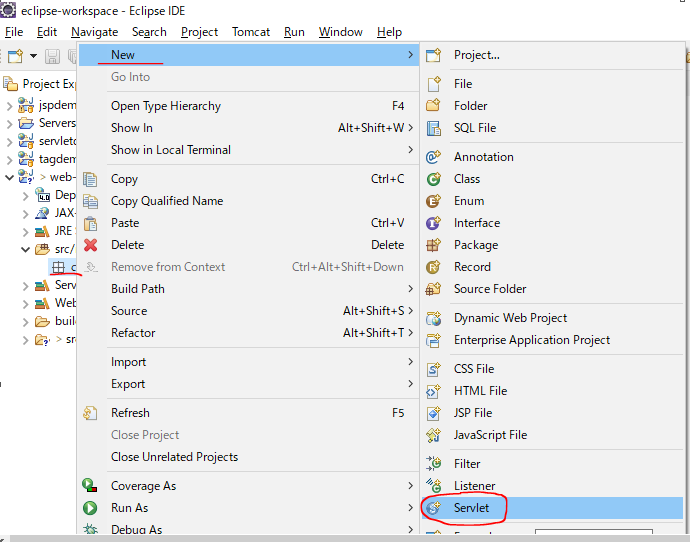 eclipse-workspace - Eclipse IDE
File Edit Navigate Search Project Tomcat Run Window Help
Project Exp
jspdem
Servers
servletc
tagdem
> web-
Dep
JAX-
JRE
src/
Serv
Web
buil
> sr
New
Go Into
Open Type Hierarchy F4
Show In Alt+Shift+W
Show in Local Terminal
Copy Ctrl+C
Copy Qualified Name
Paste Ctrl+V
Delete Delete
Remove from Context Ctrl+Alt+Shift+Down
Build Path
Source Alt+Shift+S
Refactor Alt+Shift+T
Import
Export
Refresh F5
Close Project
Close Unrelated Projects
Coverage As
Run As
Debug As
Project...
File
Folder
SQL File
Annotation
Class
Enum
Interface
Package
Record
Source Folder
Dynamic Web Project
Enterprise Application Project
CSS File
HTML File
JSP File
JavaScript File
Filter
Listener
Servlet